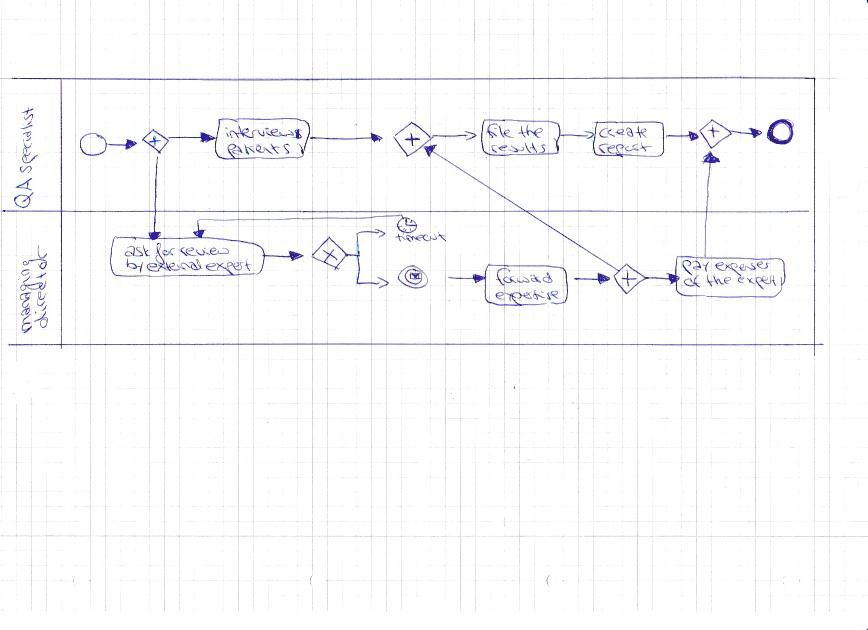 QA specialist
interviews
patients
file the
results
create
report
managing
director
ask for review
by external expert
timeout
forward
expertise
pay expenses
of the expert